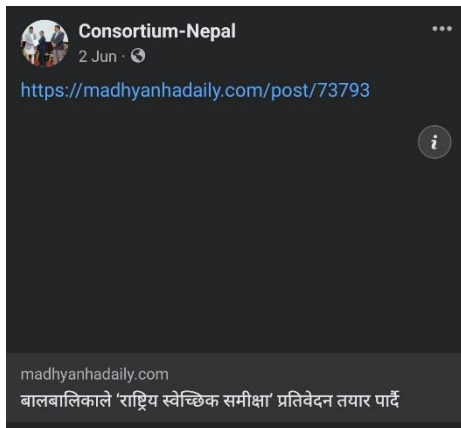 Consortium-Nepal
2 Jun
https://madhyanhadaily.com/post/73793
madhyanhadaily.com
बालबालिकाले ‘राष्ट्रिय स्वेच्छिक समीक्षा’ प्रतिवेदन तयार पार्दै